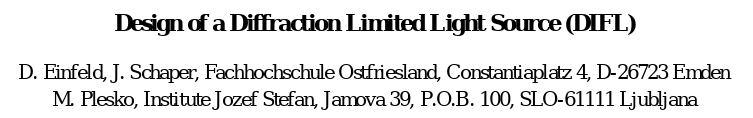 Design of a Diffraction Limited Light Source (DIFL)
D. Einfeld, J. Schaper, Fachhochschule Ostfriesland, Constantiaplatz 4, D-26723 Emden
M. Plesko, Institute Jozef Stefan, Jamova 39, P.O.B. 100, SLO-61111 Ljubljana